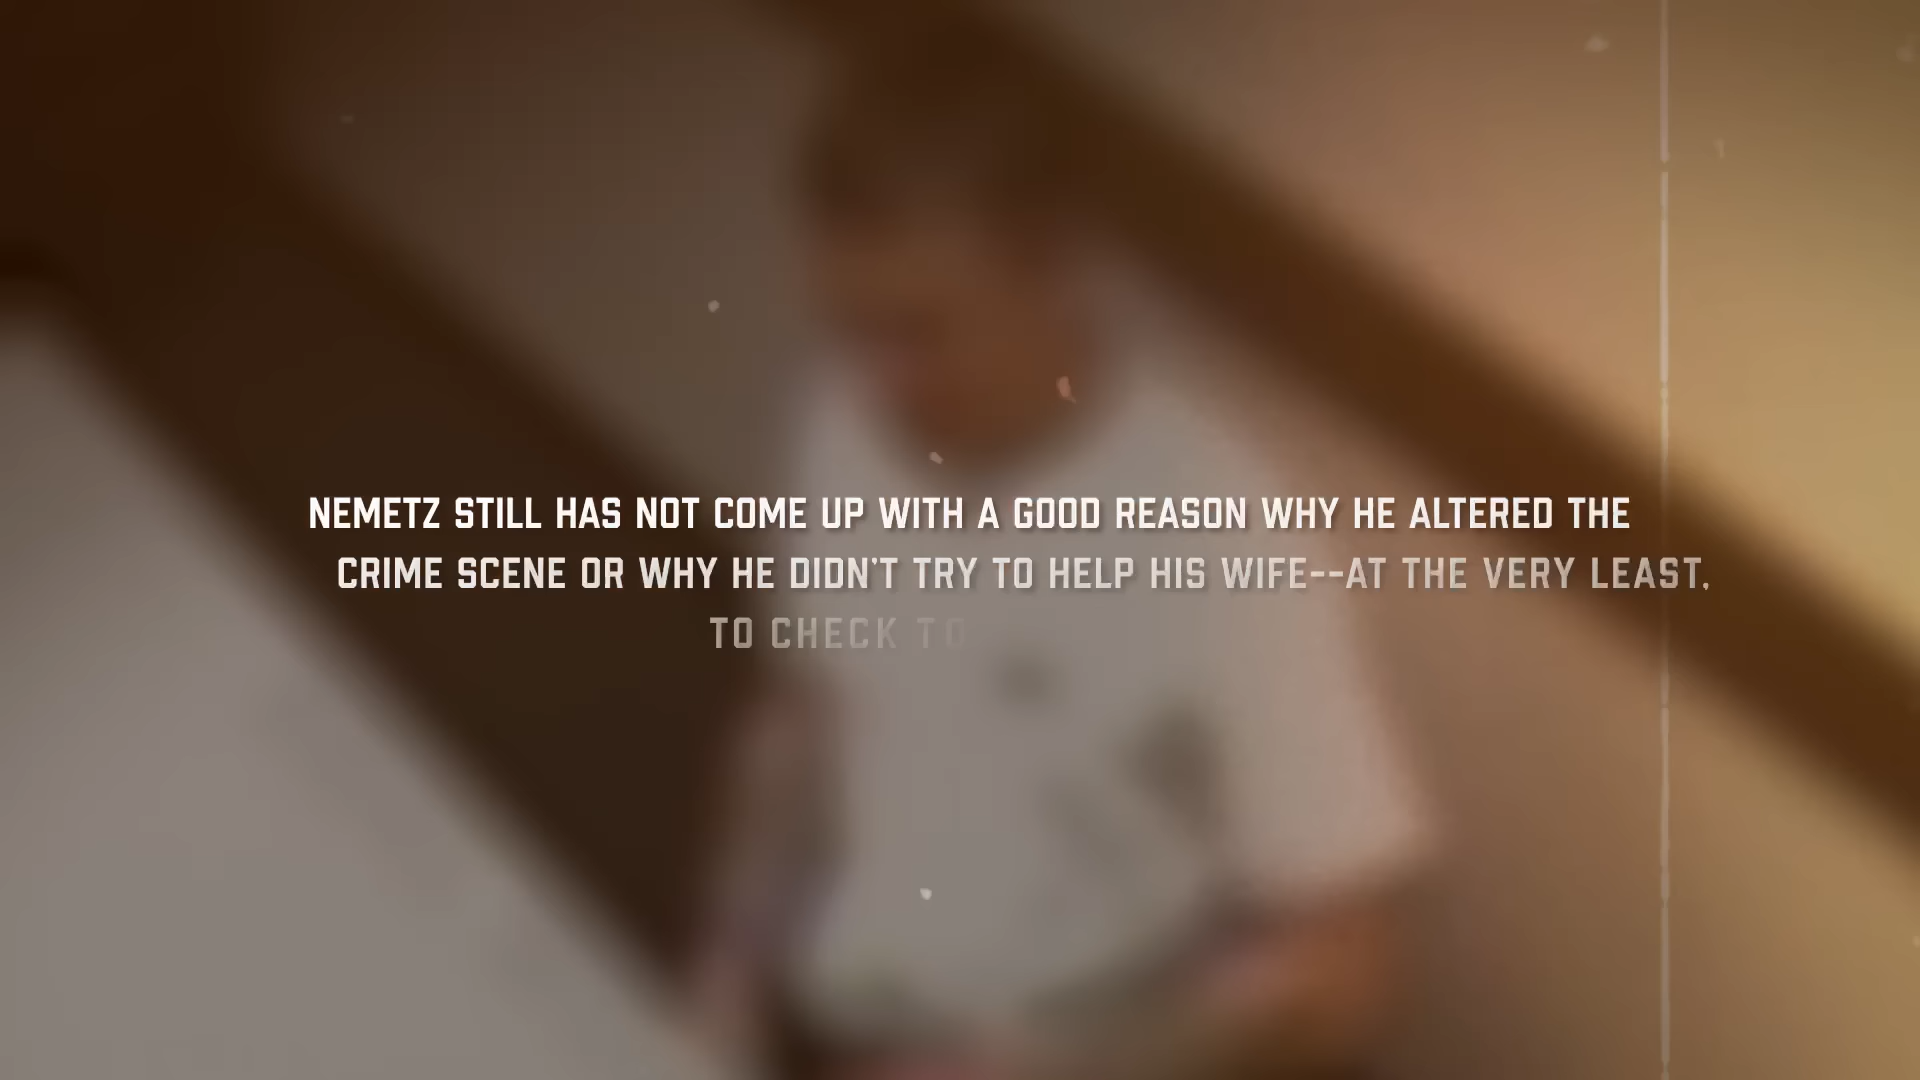 NEMETZ STILL HAS NOT COME UP WITH A GOOD REASON WHY HE ALTERED THE
CRIME SCENE OR WHY HE DIDN'T TRY TO HELP HIS WIFE--AT THE VERY LEAST,
TO CHECK TO